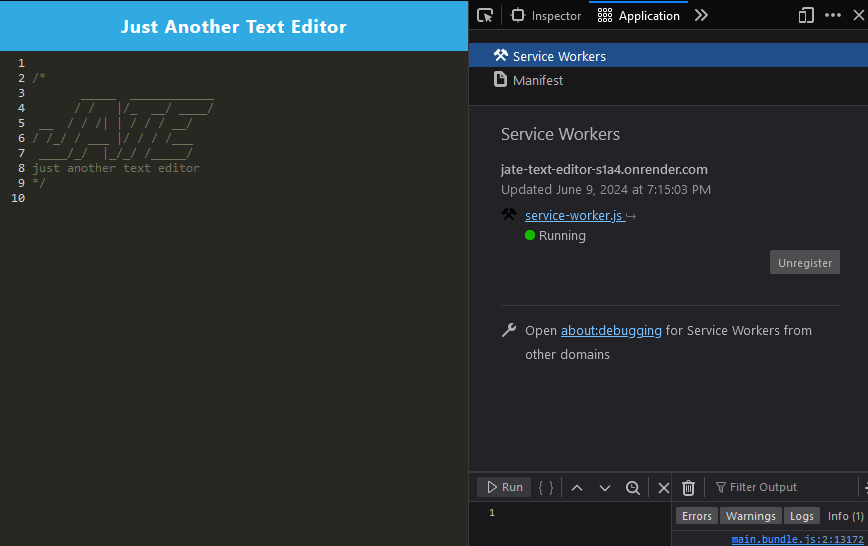 Just Another Text Editor
1
2 /*
3       _____  ____________
4      / /   |/_  __/ ____/
5  __  / / /| | / / / __/
6 / /_/ / ___ |/ / / /___
7  ____/_/  |_/_/ /_____/
8 just another text editor
9 */
10
Inspector
Application
Service Workers
Manifest
Service Workers
jate-text-editor-s1a4.onrender.com
Updated June 9, 2024 at 7:15:03 PM
service-worker.js
Running
Unregister
Open about:debugging for Service Workers from
other domains
Run { }
Filter Output
1
Errors Warnings Logs Info (1)
main.bundle.js:2:13172